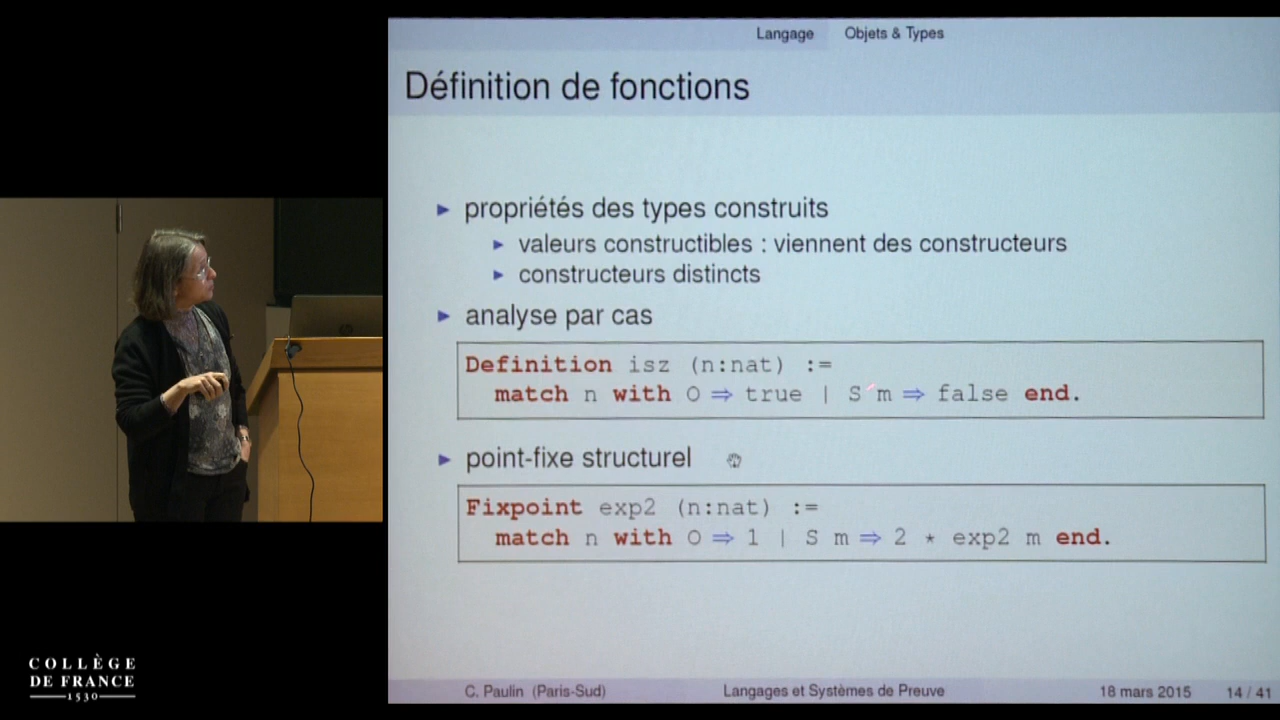 Langage Objets & Types
Définition de fonctions
propriétés des types construits
valeurs constructibles : viennent des constructeurs
constructeurs distincts
analyse par cas
Definition isz (n:nat) :=
match n with O ⇒ true | S m ⇒ false end.
point-fixe structurel
Fixpoint exp2 (n:nat) :=
match n with O ⇒ 1 | S m ⇒ 2 * exp2 m end.
C. Paulin (Paris-Sud) Langages et Systèmes de Preuve 18 mars 2015 14 / 41
COLLÈGE
DE FRANCE
1530